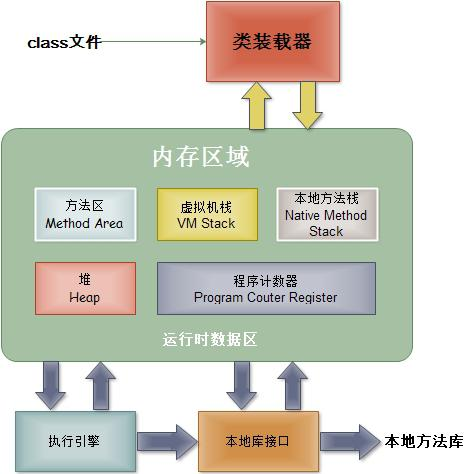 class文件
类装载器
内存区域
方法区
Method Area
虚拟机栈
VM Stack
本地方法栈
Native Method
Stack
堆
Heap
程序计数器
Program Couter Register
运行时数据区
执行引擎
本地库接口
本地方法库